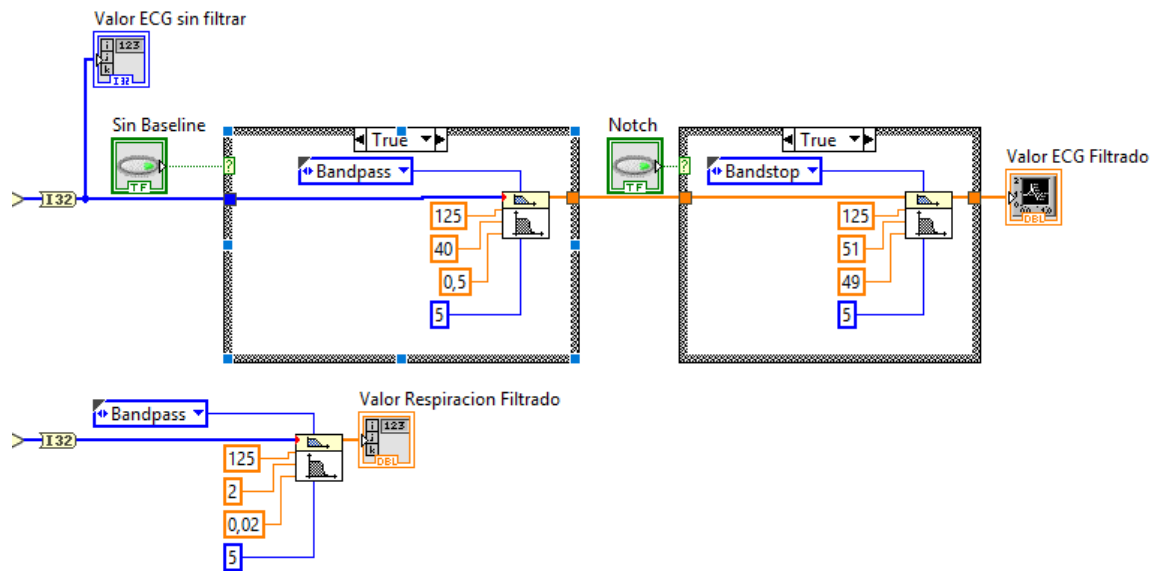 Valor ECG sin filtrar
i 123
j
k
I32
Sin Baseline
TF
I32
?
True
Bandpass
125
40
0,5
5
Notch
TF
?
True
Bandstop
125
51
49
5
Valor ECG Filtrado
DBL
I32
Bandpass
125
2
0,02
5
Valor Respiracion Filtrado
i 123
j
k
DBL